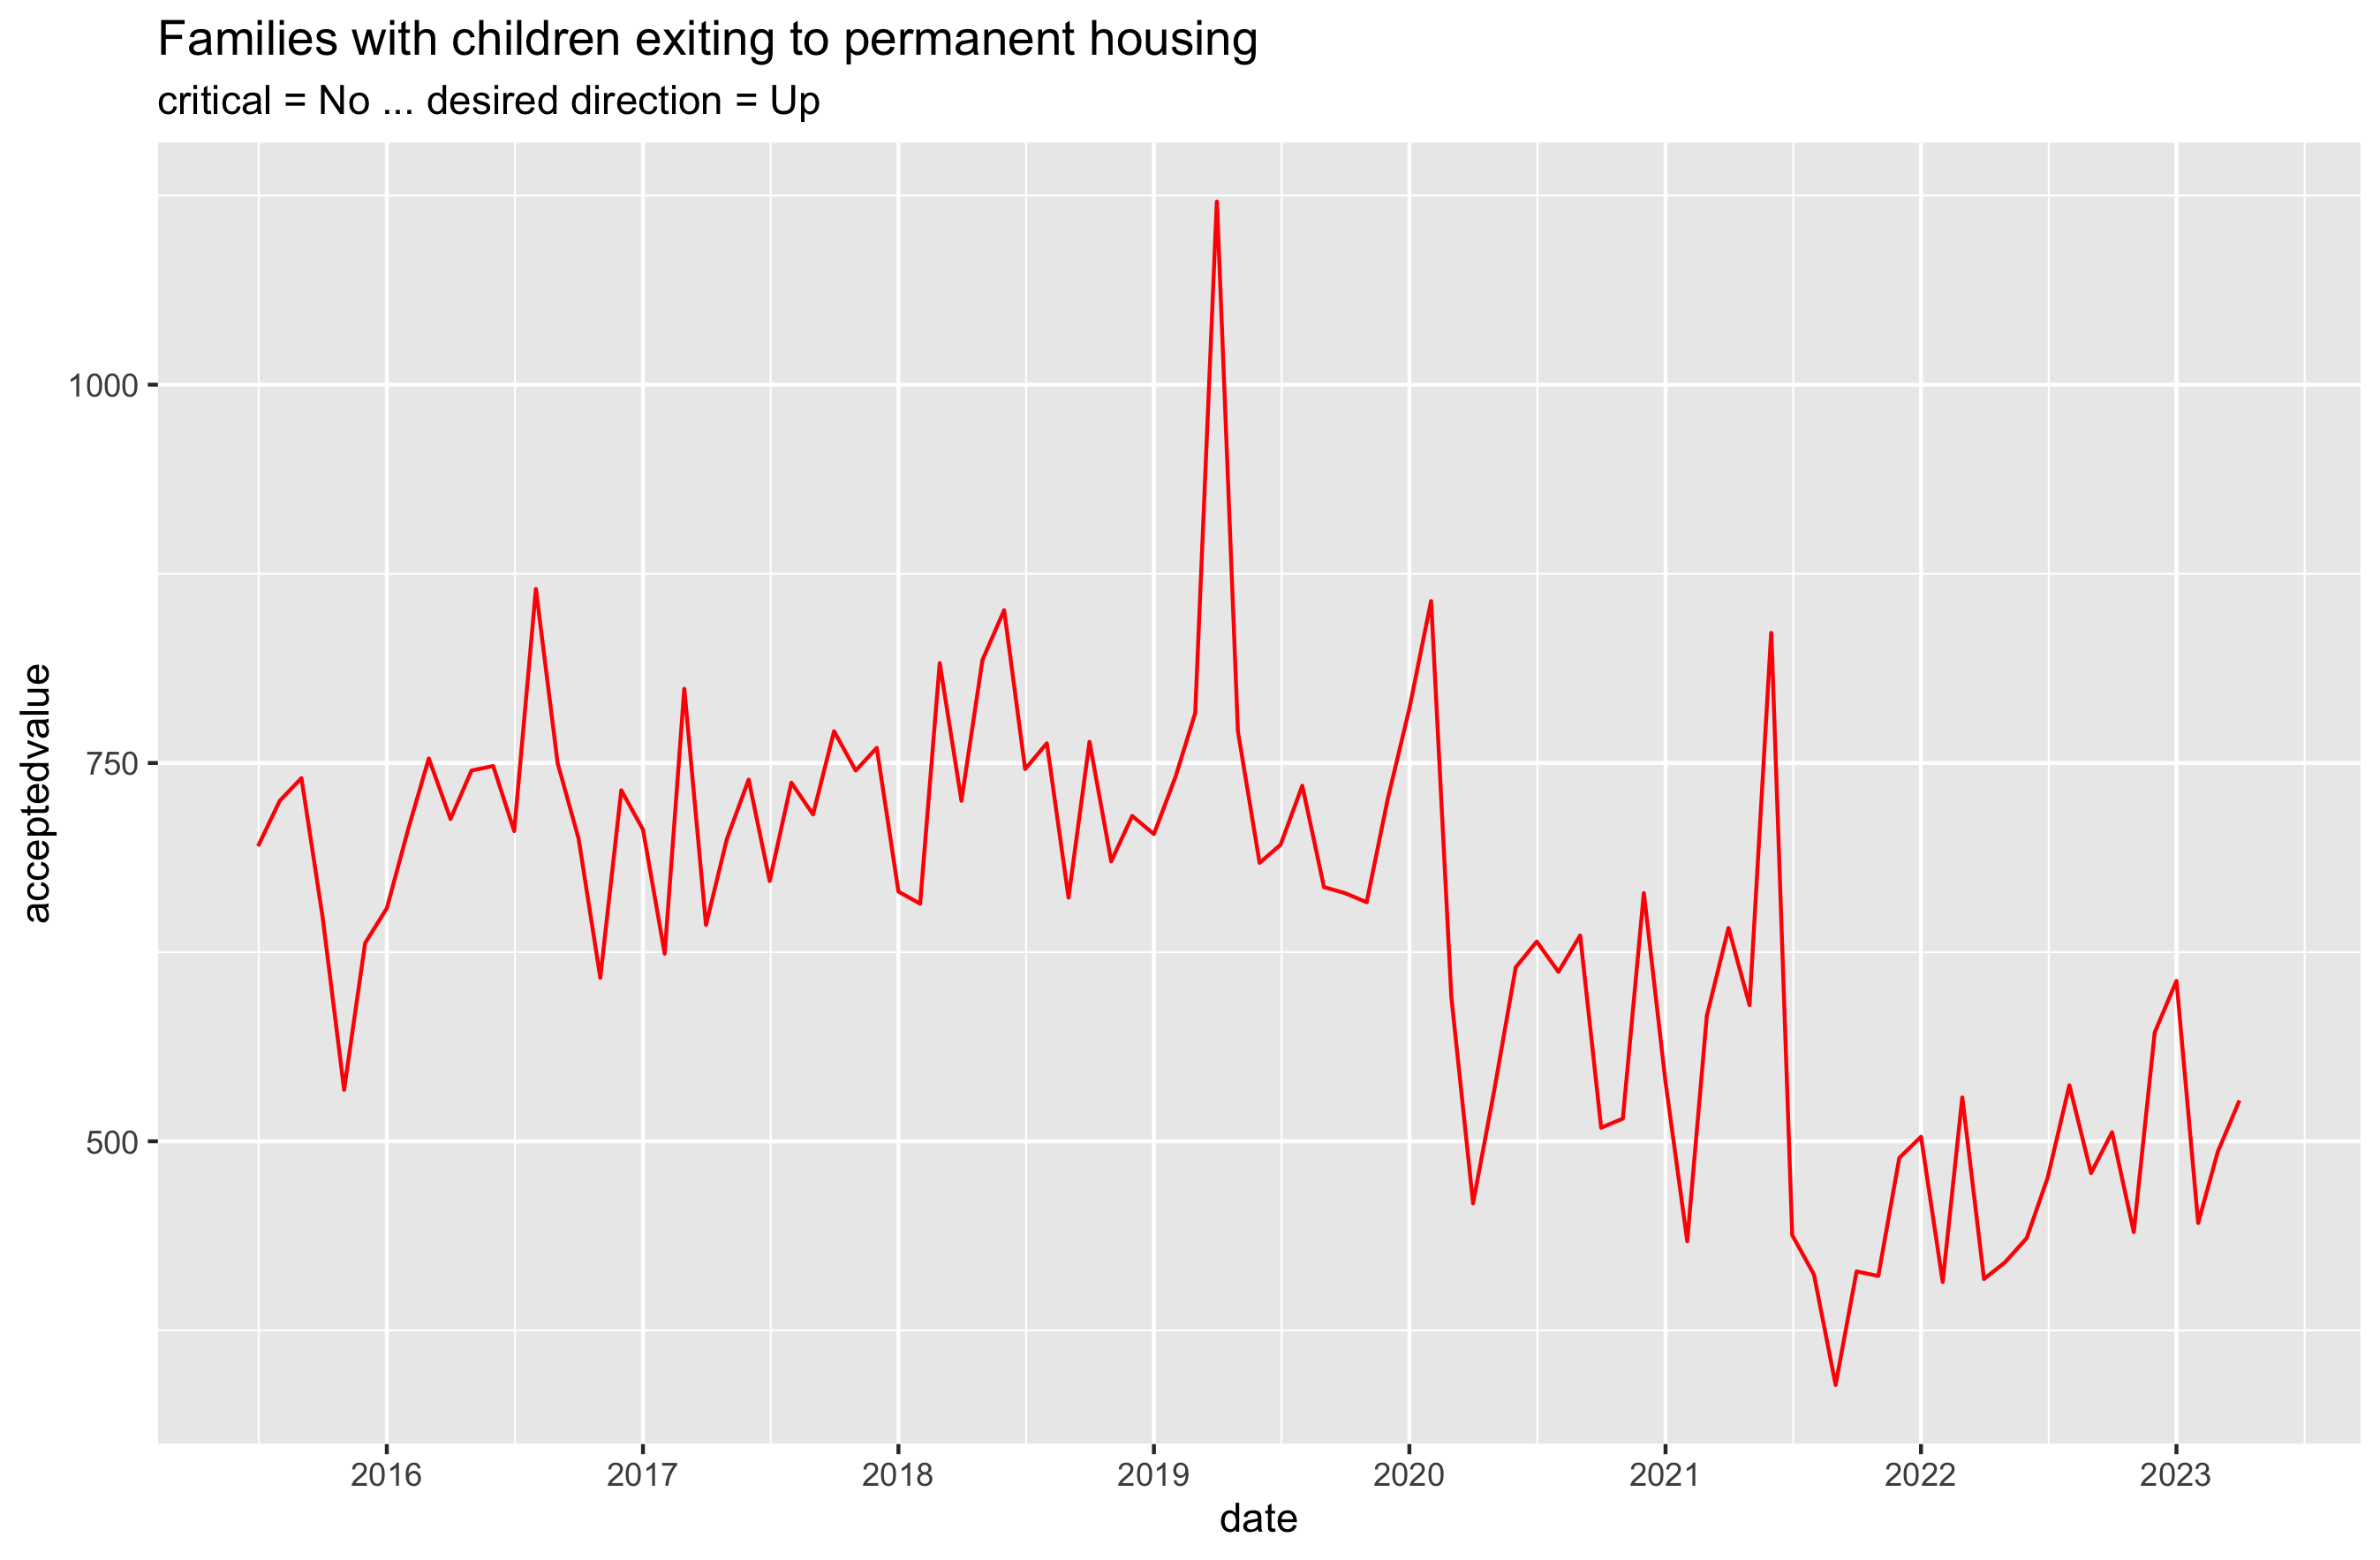 Families with children exiting to permanent housing
critical = No ... desired direction = Up
acceptedvalue
1000
750
500
2016 2017 2018 2019 2020 2021 2022 2023
date